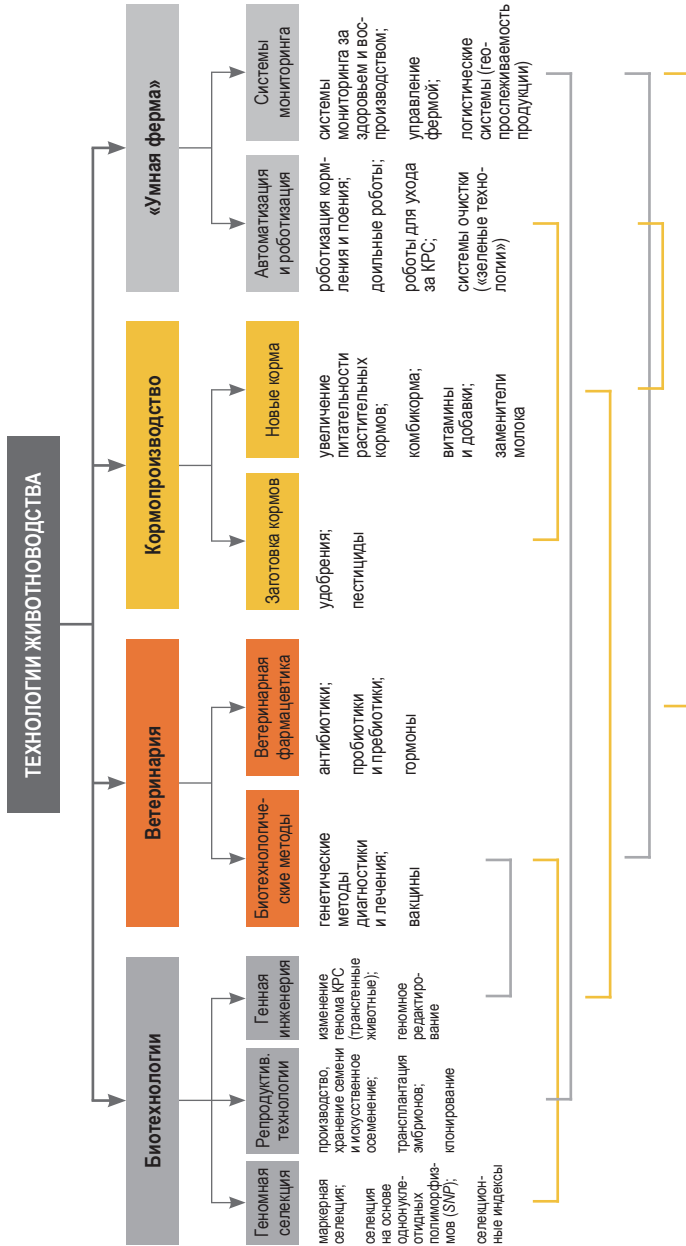 ТЕХНОЛОГИИ ЖИВОТНОВОДСТВА
Биотехнологии
Геномная
селекция
маркерная
селекция;
селекция
на основе
однонукле-
отидных
полиморфиз-
мов (SNP);
селекцион-
ные индексы
Репродуктив.
технологии
производство,
хранение семени
и искусственное
осеменение;
трансплантация
эмбрионов;
клонирование
Генная
инженерия
изменение
генома КРС
(трансгенные
животные);
геномное
редактиро-
вание
Ветеринария
Биотехнологиче-
ские методы
генетические
методы
диагностики
и лечения;
вакцины
Ветеринарная
фармацевтика
антибиотики;
пробиотики
и пребиотики;
гормоны
Кормопроизводство
Заготовка кормов
удобрения;
пестициды
Новые корма
увеличение
питательности
растительных
кормов;
комбикорма;
витамины
и добавки;
заменители
молока
«Умная ферма»
Автоматизация
и роботизация
роботизация корм-
ления и поения;
доильные роботы;
роботы для ухода
за КРС;
системы очистки
(«зеленые техно-
логии»)
Системы
мониторинга
системы
мониторинга за
здоровьем и вос-
производством;
управление
фермой;
логистические
системы (гео-
прослеживаемость
продукции)